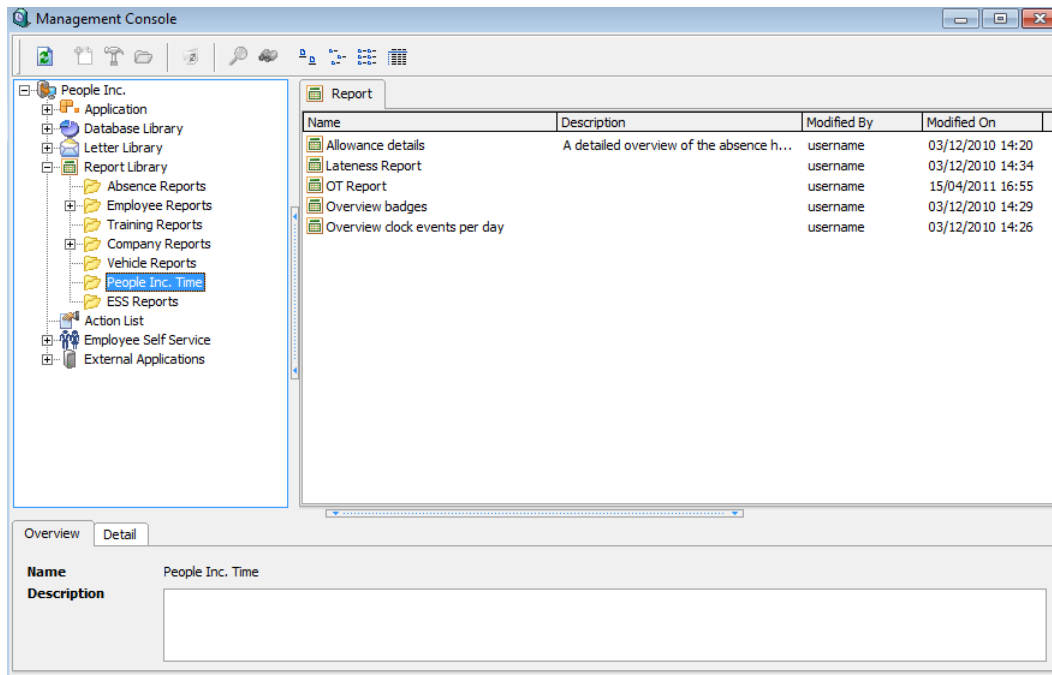 Management Console
People Inc.
Application
Database Library
Letter Library
Report Library
Absence Reports
Employee Reports
Training Reports
Company Reports
Vehicle Reports
People Inc. Time
ESS Reports
Action List
Employee Self Service
External Applications
Report
Name Description Modified By Modified On
Allowance details A detailed overview of the absence h... username 03/12/2010 14:20
Lateness Report username 03/12/2010 14:34
OT Report username 15/04/2011 16:55
Overview badges username 03/12/2010 14:29
Overview clock events per day username 03/12/2010 14:26
Overview Detail
Name People Inc. Time
Description